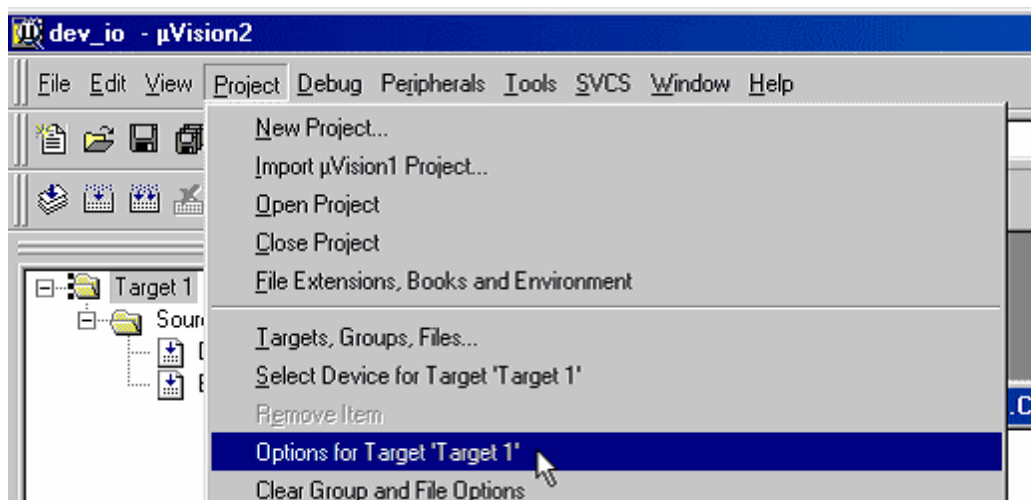 dev_io - µVision2
File Edit View Project Debug Peripherals Tools SVCS Window Help
New Project...
Import µVision1 Project...
Open Project
Close Project
File Extensions, Books and Environment
Target 1
Targets, Groups, Files...
Select Device for Target 'Target 1'
Remove Item
.C
Options for Target 'Target 1'
Clear Group and File Options